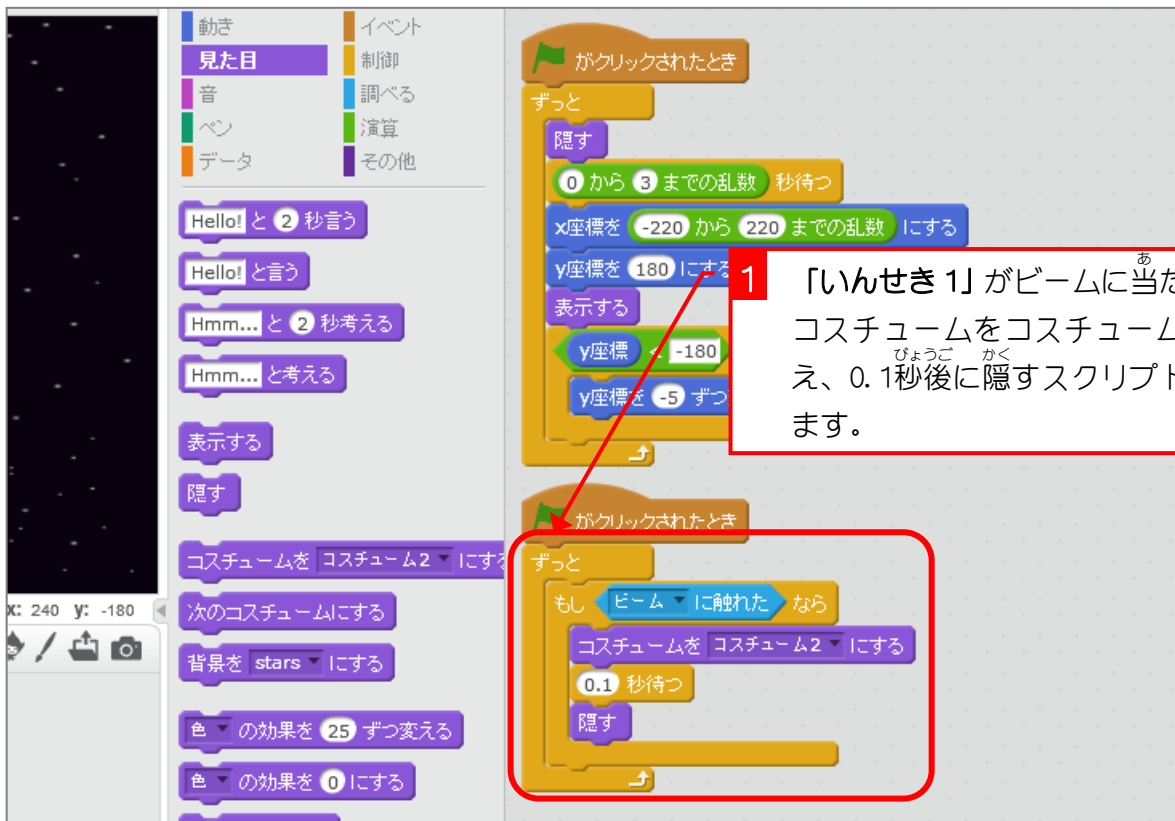 動き
イベント
見た目
制御
音
調べる
ペン
演算
データ
その他
Hello! と 2 秒言う
Hello! と言う
Hmm... と 2 秒考える
Hmm... と考える
表示する
隠す
コスチュームを コスチューム2 にする
次のコスチュームにする
背景を stars にする
色 の効果を 25 ずつ変える
色 の効果を 0 にする
x: 240 y: -180
がクリックされたとき
ずっと
隠す
0 から 3 までの乱数 秒待つ
x座標を -220 から 220 までの乱数 にする
y座標を 180 にする
表示する
y座標 < -180
y座標を -5 ずつ
1
あ
「いんせき1」がビームに当た
コスチュームをコスチューム
びょうご かく
え、0.1秒後に隠すスクリプト
ます。
がクリックされたとき
ずっと
もし ビーム に触れた なら
コスチュームを コスチューム2 にする
0.1 秒待つ
隠す